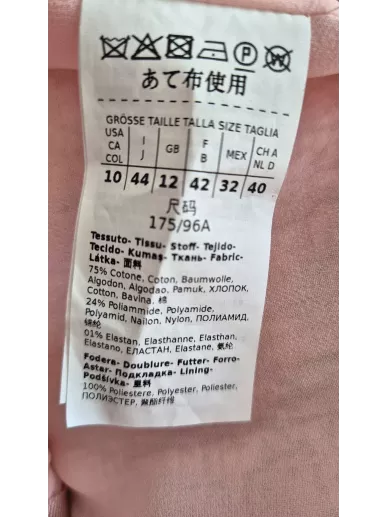 あて布使用
GRÖSSE TAILLE TALLA SIZE TAGLIA
USA CA COL I J GB F B MEX CH A NL D
10 44 12 42 32 40
尺码
175/96A
Tessuto- Tissu- Stoff- Tejido-
Tecido- Kumaş- Ткань- Fabric-
Látka- 面料
75% Cotone, Coton, Baumwolle,
Algodon, Algodao, Pamuk, ХЛОПОК,
Cotton, Bavina, 棉
24% Poliammide, Polyamide,
Polyamid, Nailon, Nylon, ПОЛИАМИД,
锦纶
01% Elastan, Elasthanne, Elasthan,
Elastano, ЕЛАСТАН, Elastane, 氨纶
Fodera- Doublure- Futter- Forro-
Astar- Подкладка- Lining-
Podšívka- 里料
100% Poliestere, Polyester, Poliester,
ПОЛИЭСТЕР, 聚酯纤维